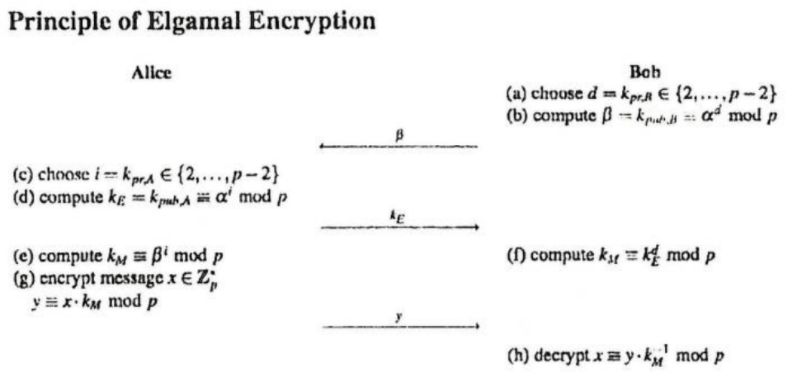 Principle of Elgamal Encryption
Alice
Bob
(a) choose d = k_{pr,B} ∈ {2,...,p−2}
(b) compute β = k_{pub,B} ≡ α^d mod p
β
(c) choose i = k_{pr,A} ∈ {2,...,p−2}
(d) compute k_E = k_{pub,A} ≡ α^i mod p
k_E
(e) compute k_M ≡ β^i mod p
(f) compute k_M ≡ k_E^d mod p
(g) encrypt message x ∈ Z_p^*
y ≡ x·k_M mod p
y
(h) decrypt x ≡ y·k_M^{-1} mod p